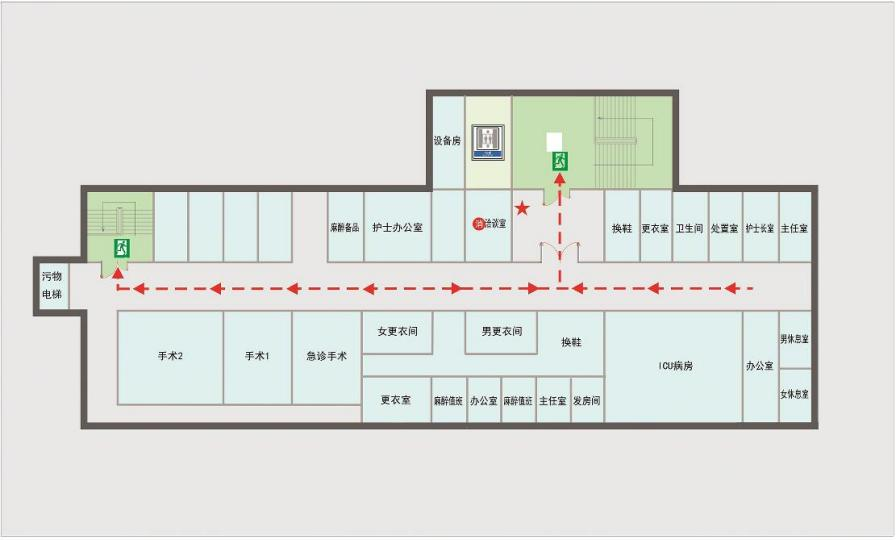 设备房
麻醉备品
护士办公室
消
洽谈室
换鞋
更衣室
卫生间
处置室
护士长室
主任室
污物
电梯
手术2
手术1
急诊手术
女更衣间
男更衣间
换鞋
ICU病房
办公室
男休息室
女休息室
更衣室
麻醉值班
办公室
麻醉值班
主任室
发房间